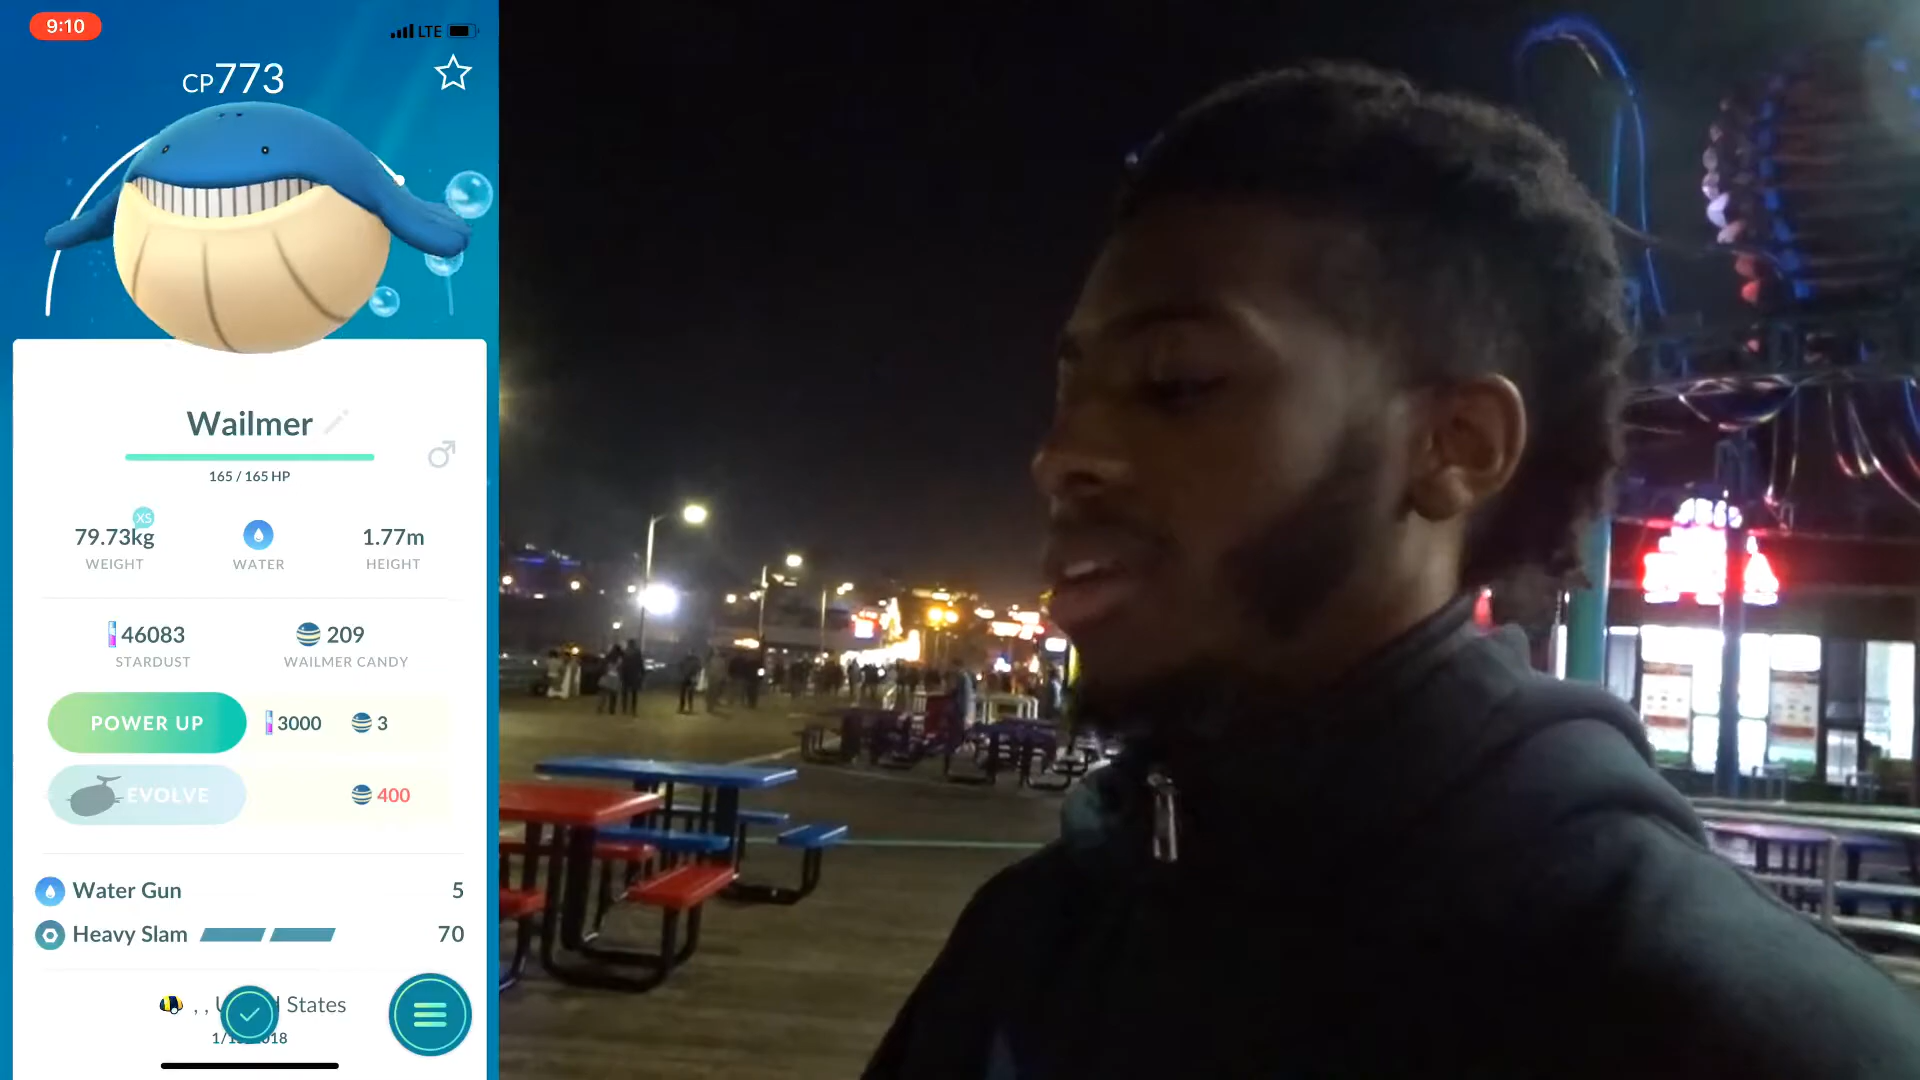 9:10
LTE
CP773
Wailmer
165 / 165 HP
XS
79.73kg
1.77m
WEIGHT
WATER
HEIGHT
46083
209
STARDUST
WAILMER CANDY
POWER UP
3000
3
EVOLVE
400
Water Gun
5
Heavy Slam
70
, , States